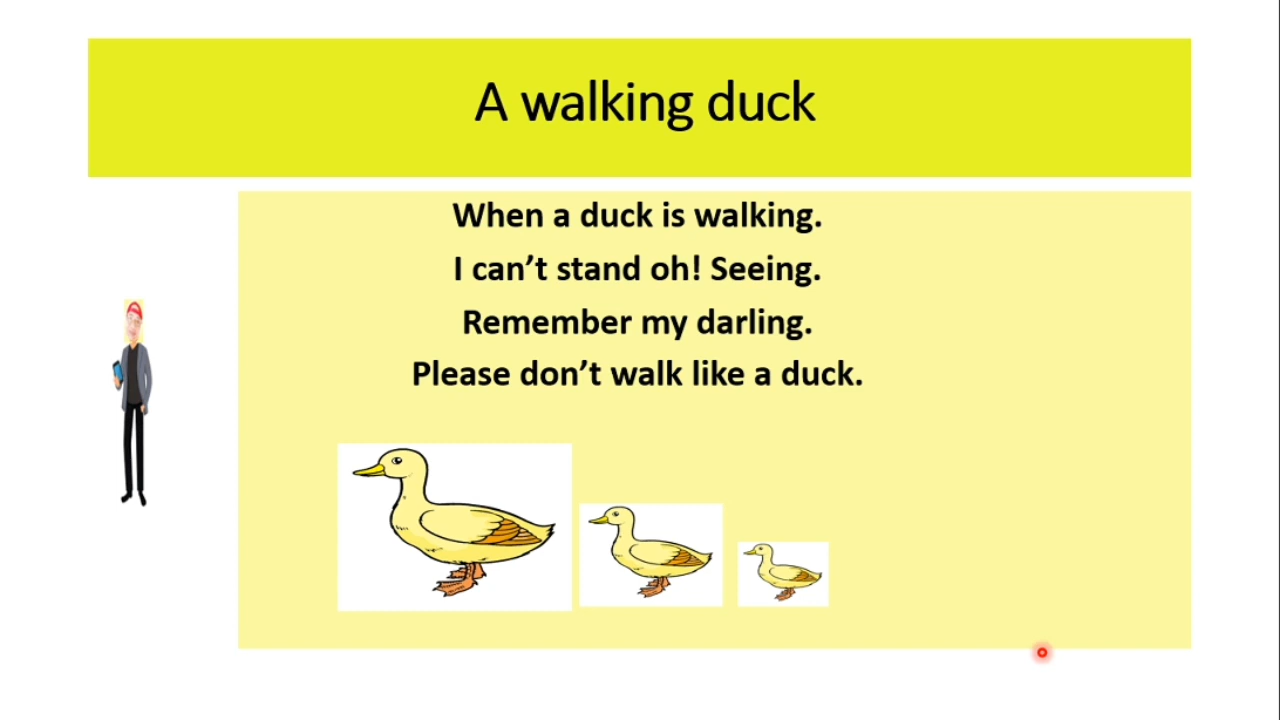 A walking duck
When a duck is walking.
I can’t stand oh! Seeing.
Remember my darling.
Please don’t walk like a duck.